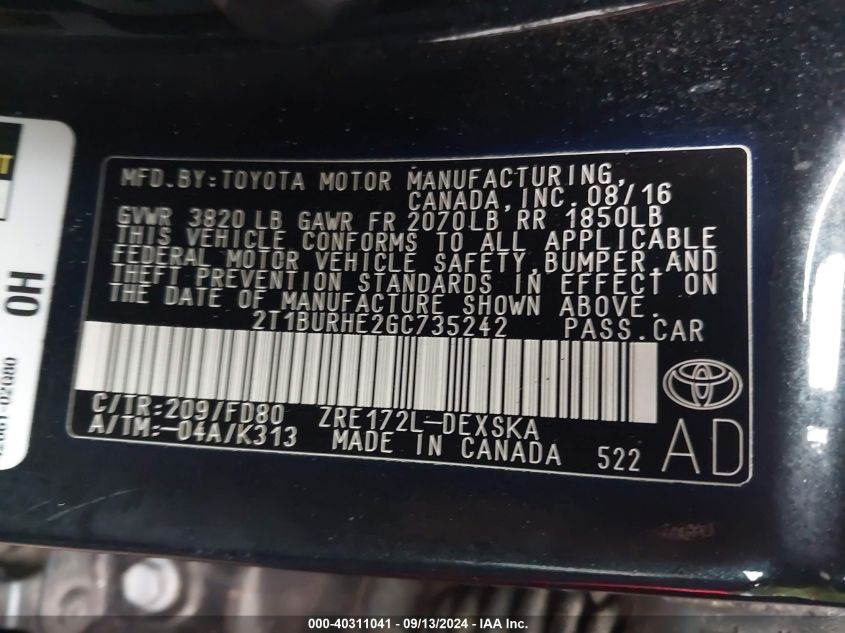 MFD.BY:TOYOTA MOTOR MANUFACTURING,
CANADA,INC. 08/16
GVWR 3820 LB GAWR FR 2070LB RR 1850LB
THIS VEHICLE CONFORMS TO ALL APPLICABLE
FEDERAL MOTOR VEHICLE SAFETY,BUMPER,AND
THEFT PREVENTION STANDARDS IN EFFECT ON
THE DATE OF MANUFACTURE SHOWN ABOVE.
2T1BURHE2GC735242 PASS.CAR
C/TR:209/FD80 ZRE172L-DEXSKA
A/TM:-04A/K313 MADE IN CANADA 522
AD
0H
000-40311041 - 09/13/2024 - IAA Inc.